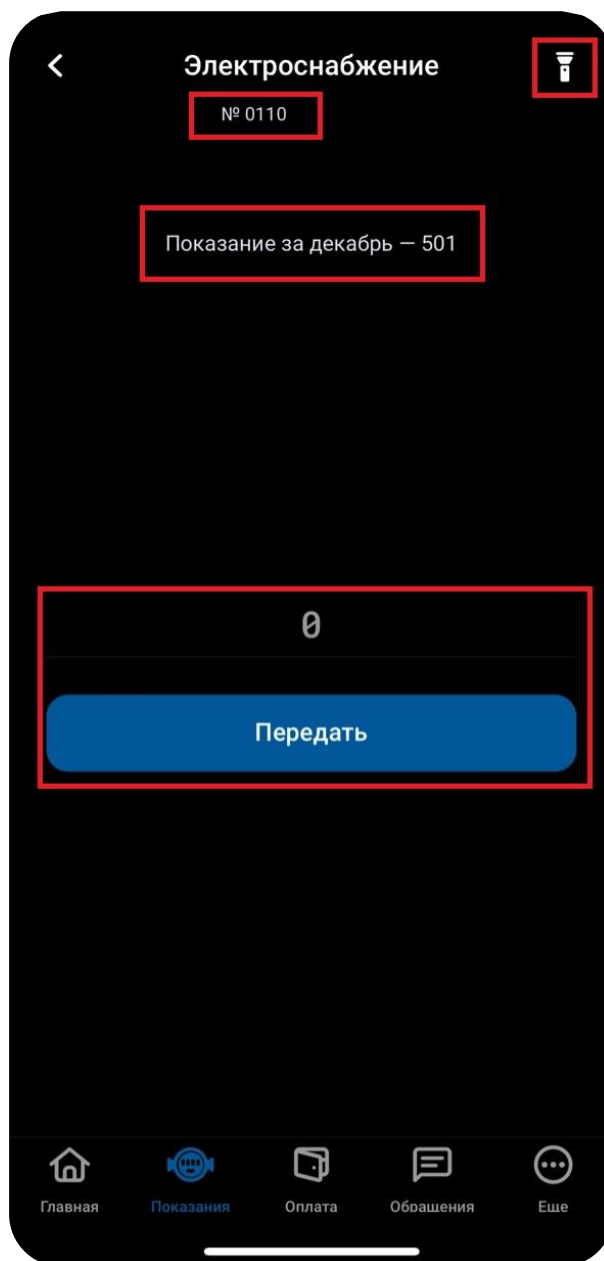 Электроснабжение
№ 0110
Показание за декабрь — 501
0
Передать
Главная
Показания
Оплата
Обращения
Еще